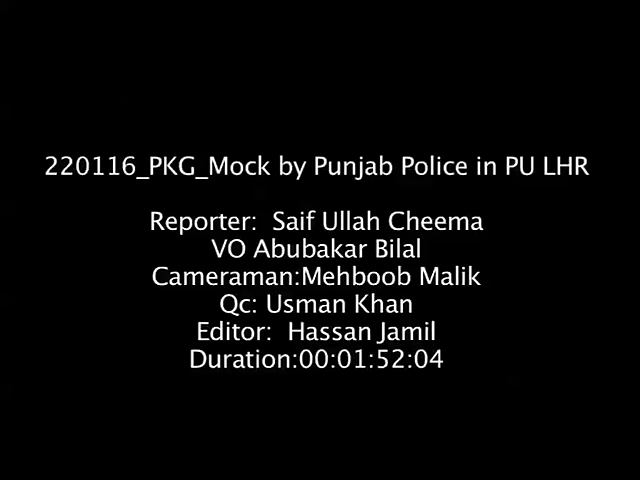 220116_PKG_Mock by Punjab Police in PU LHR
Reporter:  Saif Ullah Cheema
VO Abubakar Bilal
Cameraman:Mehboob Malik
Qc: Usman Khan
Editor:  Hassan Jamil
Duration:00:01:52:04